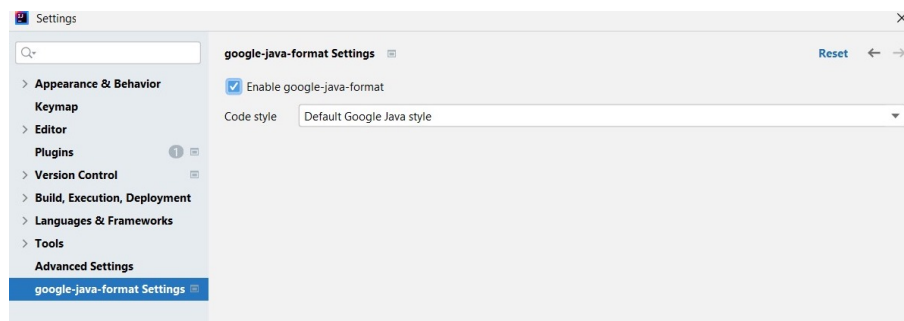 Settings
Appearance & Behavior
Keymap
Editor
Plugins 1
Version Control
Build, Execution, Deployment
Languages & Frameworks
Tools
Advanced Settings
google-java-format Settings
google-java-format Settings
Reset
Enable google-java-format
Code style Default Google Java style